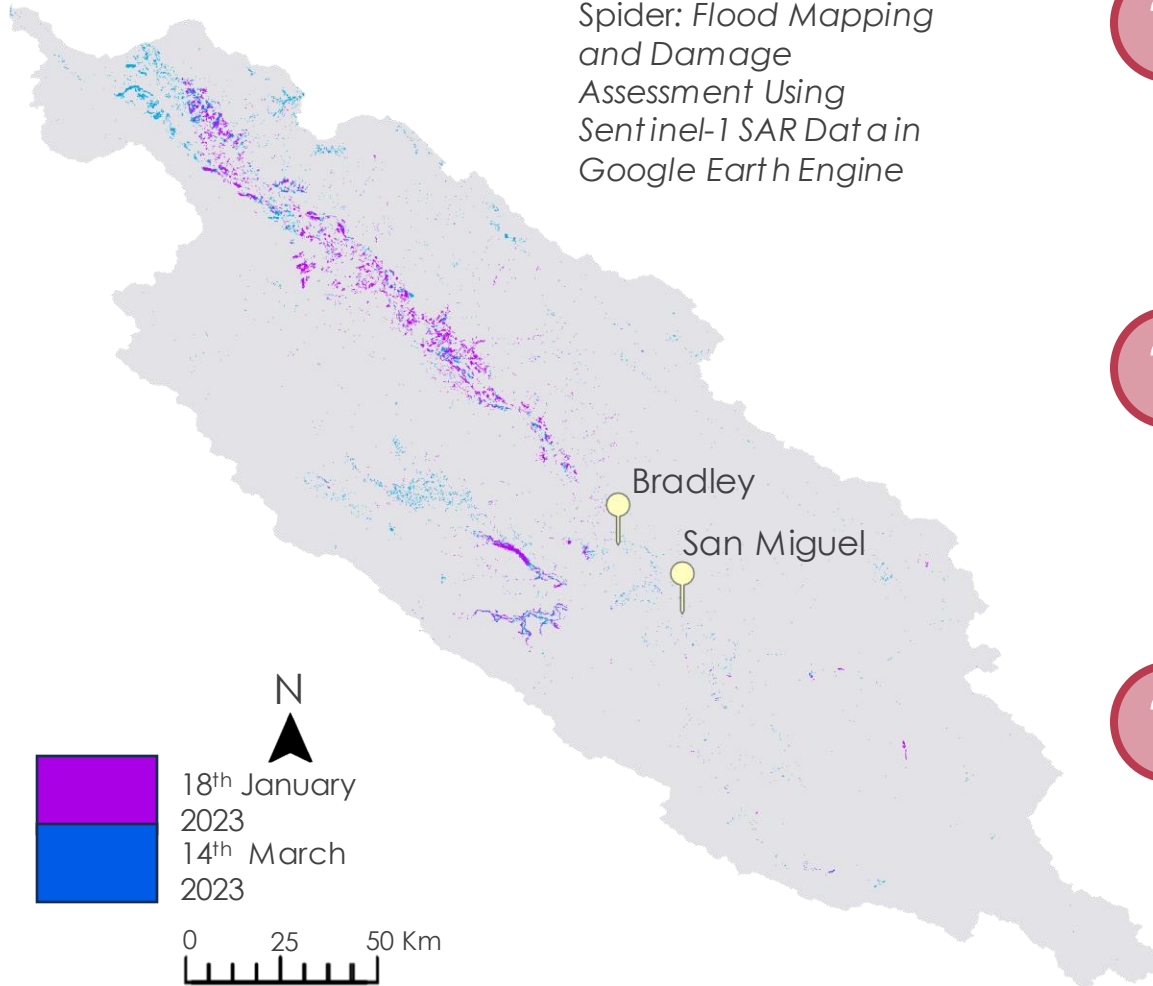 Spider: Flood Mapping
and Damage
Assessment Using
Sentinel-1 SAR Data in
Google Earth Engine
Bradley
San Miguel
N
18th January
2023
14th March
2023
0 25 50 Km